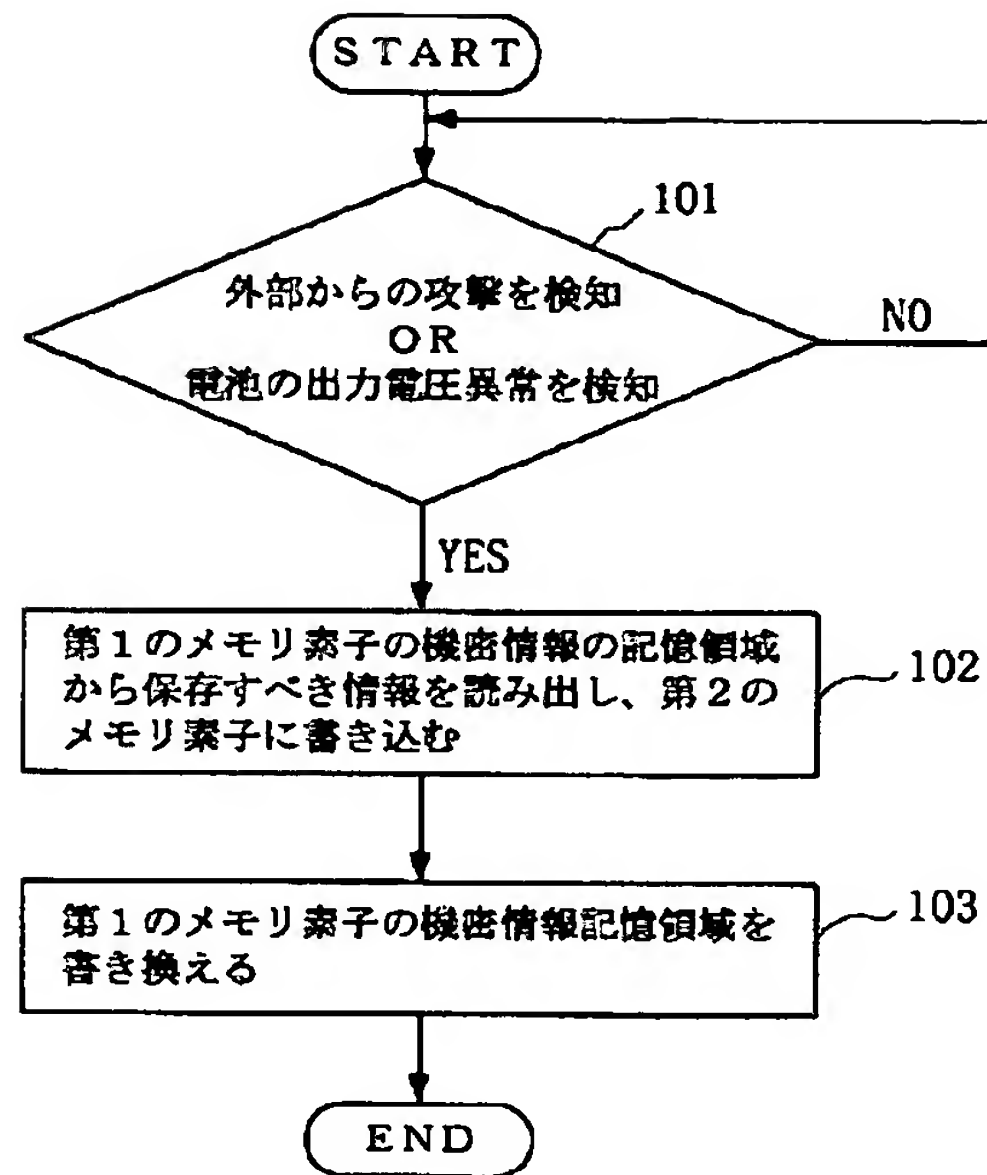 START
101
外部からの攻撃を検知
OR
電池の出力電圧異常を検知
NO
YES
第1のメモリ素子の機密情報の記憶領域
から保存すべき情報を読み出し、第2の
メモリ素子に書き込む
102
第1のメモリ素子の機密情報記憶領域を
書き換える
103
END